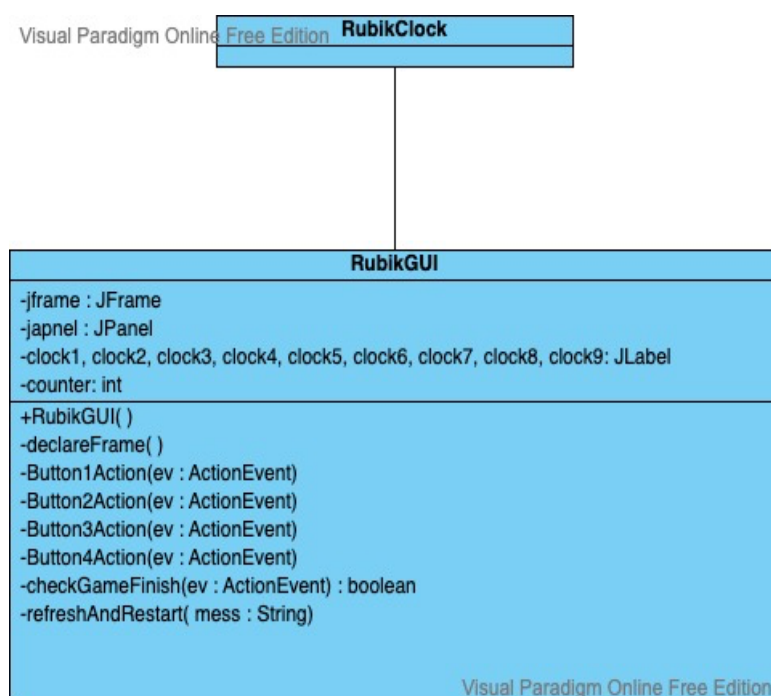 Visual Paradigm Online Free Edition
RubikClock
RubikGUI
-jframe : JFrame
-japnel : JPanel
-clock1, clock2, clock3, clock4, clock5, clock6, clock7, clock8, clock9: JLabel
-counter: int
+RubikGUI( )
-declareFrame( )
-Button1Action(ev : ActionEvent)
-Button2Action(ev : ActionEvent)
-Button3Action(ev : ActionEvent)
-Button4Action(ev : ActionEvent)
-checkGameFinish(ev : ActionEvent) : boolean
-refreshAndRestart( mess : String)
Visual Paradigm Online Free Edition